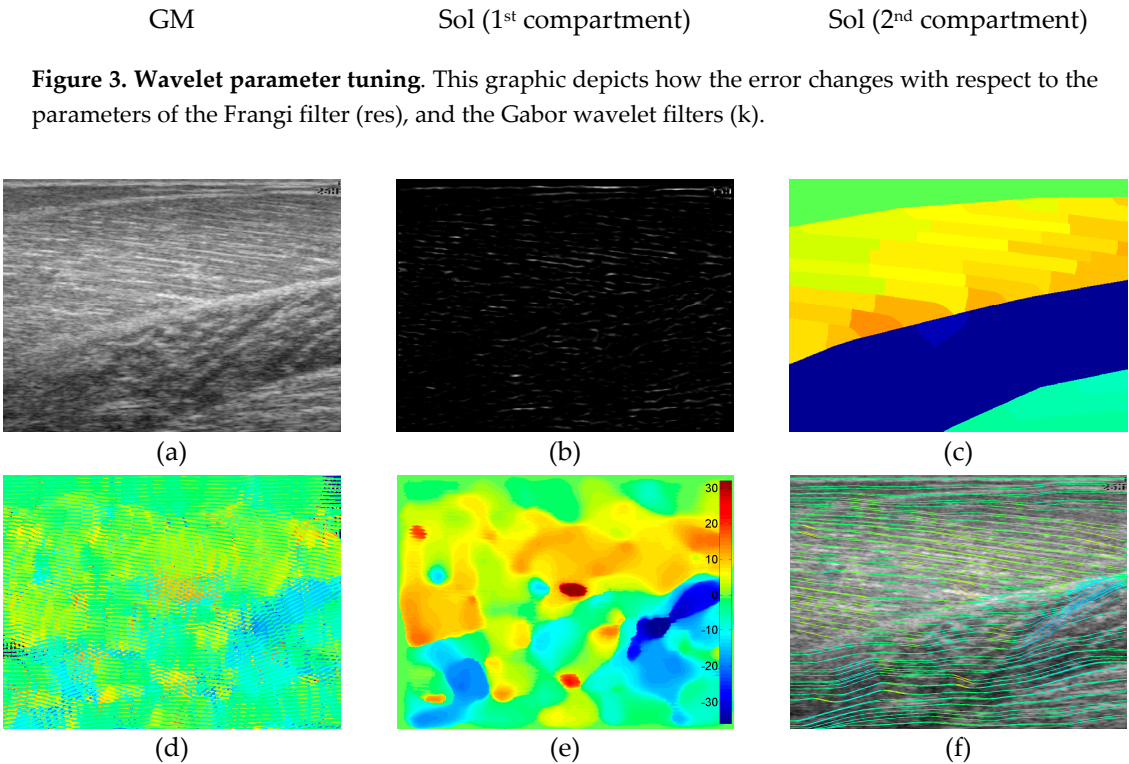 GM Sol (1st compartment) Sol (2nd compartment)
Figure 3. Wavelet parameter tuning. This graphic depicts how the error changes with respect to the
parameters of the Frangi filter (res), and the Gabor wavelet filters (k).
(a) (b) (c)
30
20
10
0
-10
-20
-30
(d) (e) (f)